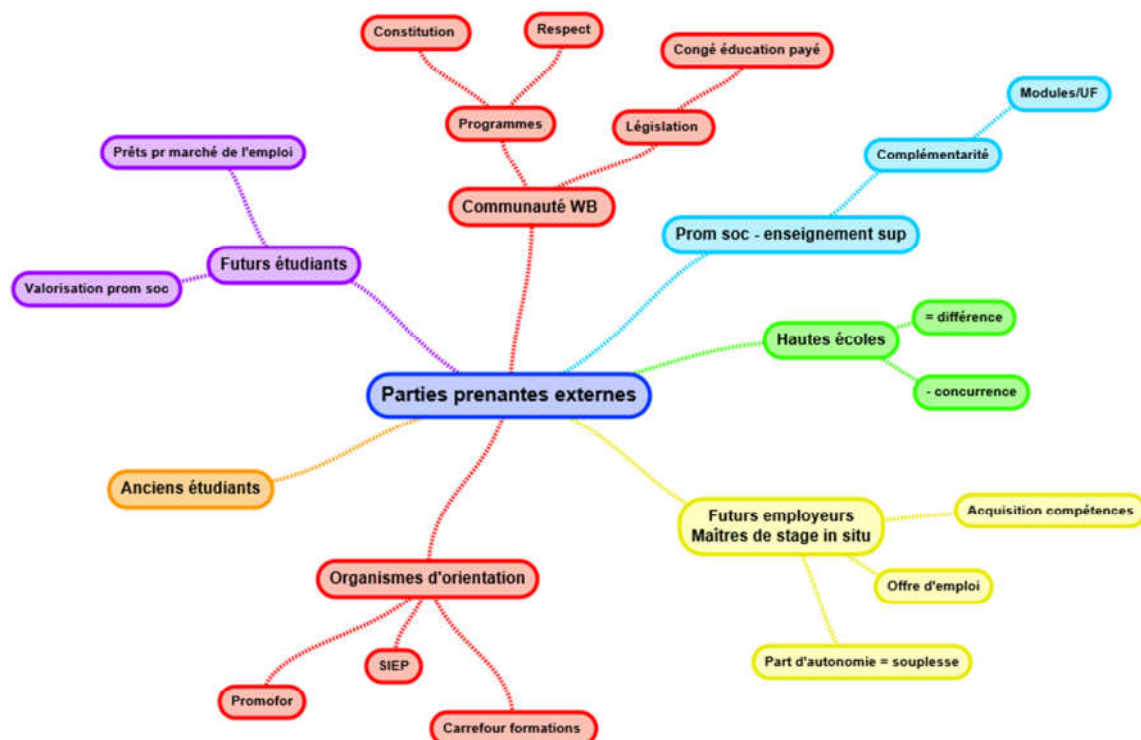 Constitution
Respect
Congé éducation payé
Modules/UF
Programmes
Législation
Prêts pr marché de l'emploi
Complémentarité
Communauté WB
Prom soc - enseignement sup
Futurs étudiants
Valorisation prom soc
= différence
Hautes écoles
Parties prenantes externes
- concurrence
Anciens étudiants
Futurs employeurs
Maîtres de stage in situ
Acquisition compétences
Organismes d'orientation
Offre d'emploi
SIEP
Part d'autonomie = souplesse
Promofor
Carrefour formations